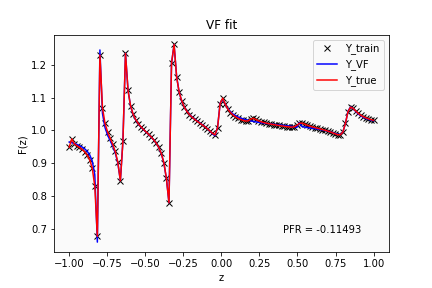 VF fit
Y_train
Y_VF
Y_true
F(z)
1.2
1.1
1.0
0.9
0.8
0.7
PFR = -0.11493
−1.00 −0.75 −0.50 −0.25 0.00 0.25 0.50 0.75 1.00
z